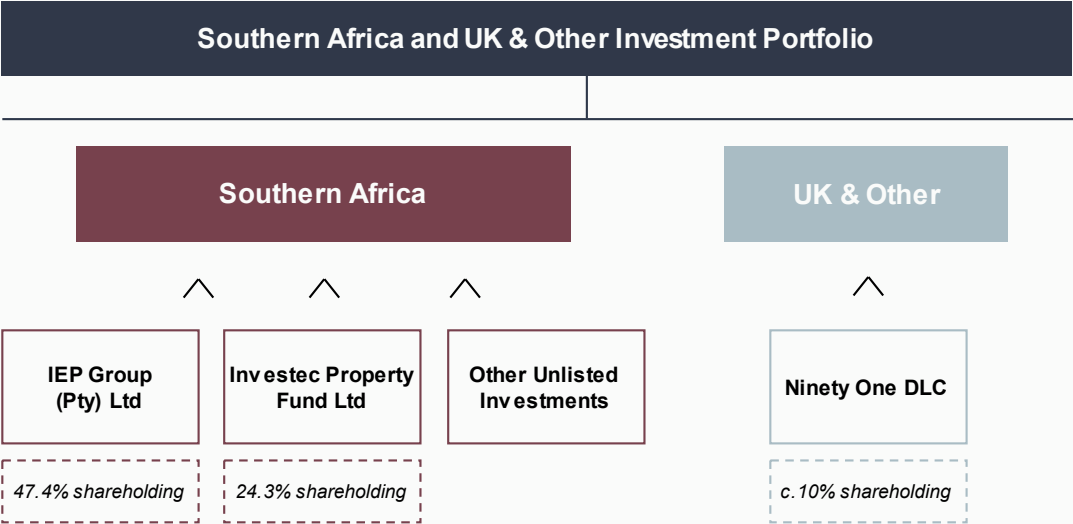 Southern Africa and UK & Other Investment Portfolio
Southern Africa
UK & Other
IEP Group
(Pty) Ltd
Investec Property
Fund Ltd
Other Unlisted
Investments
Ninety One DLC
47.4% shareholding
24.3% shareholding
c.10% shareholding